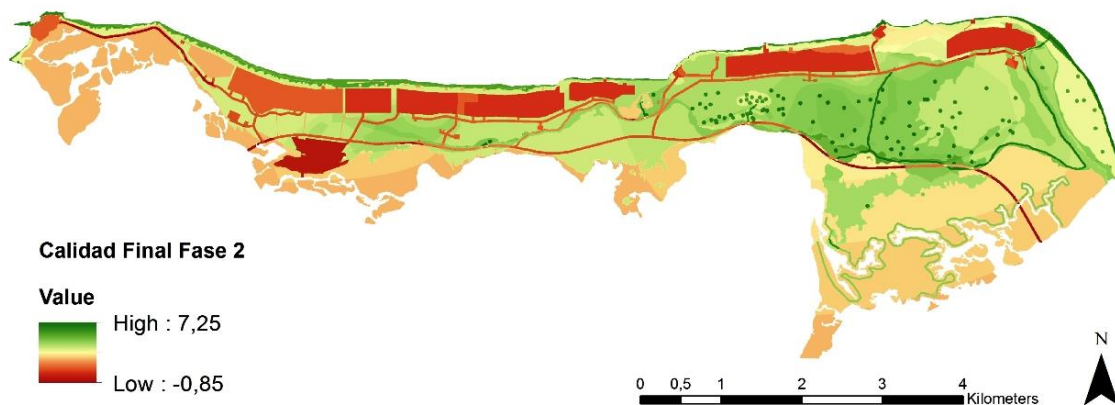 Calidad Final Fase 2
Value
High : 7,25
Low : -0,85
N
0 0,5 1 2 3 4
Kilometers